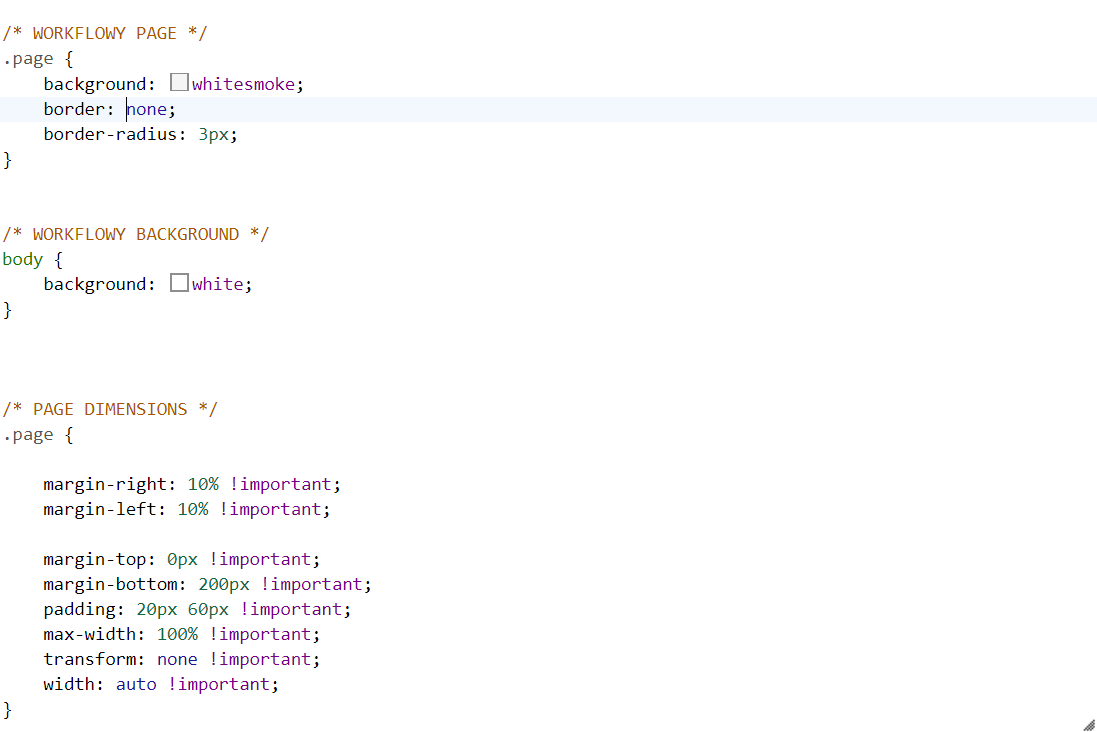 /* WORKFLOWY PAGE */
.page {
    background: whitesmoke;
    border: none;
    border-radius: 3px;
}
/* WORKFLOWY BACKGROUND */
body {
    background: white;
}
/* PAGE DIMENSIONS */
.page {
    margin-right: 10% !important;
    margin-left: 10% !important;
    margin-top: 0px !important;
    margin-bottom: 200px !important;
    padding: 20px 60px !important;
    max-width: 100% !important;
    transform: none !important;
    width: auto !important;
}